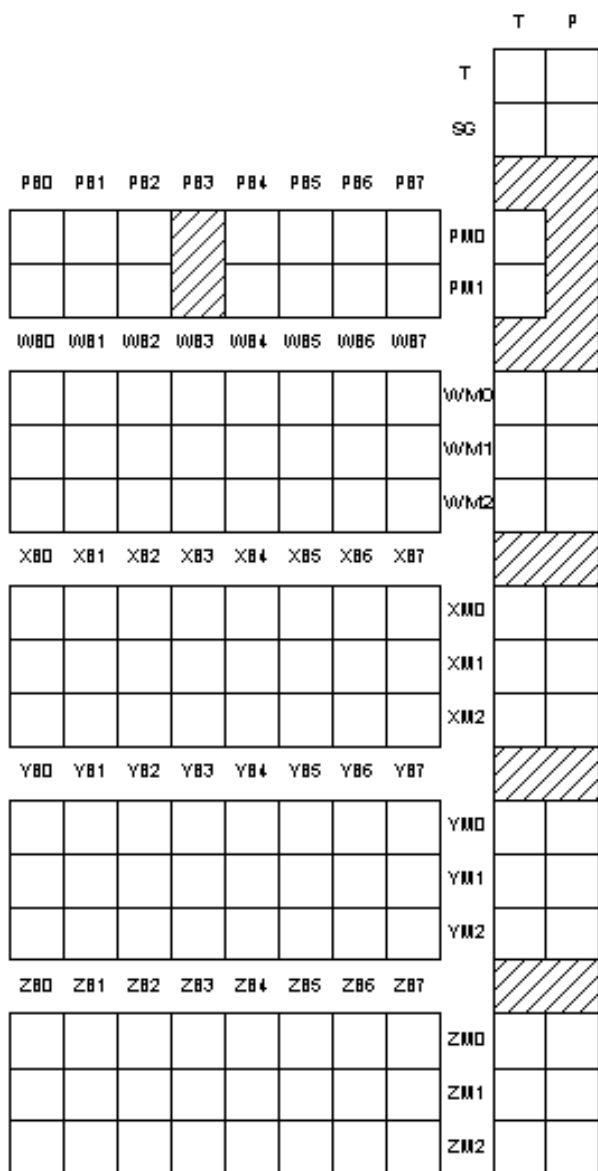 T P
T
SG
PB0 PB1 PB2 PB3 PB4 PB5 PB6 PB7
PM0
PM1
WB0 WB1 WB2 WB3 WB4 WB5 WB6 WB7
WM0
WM1
WM2
XB0 XB1 XB2 XB3 XB4 XB5 XB6 XB7
XM0
XM1
XM2
YB0 YB1 YB2 YB3 YB4 YB5 YB6 YB7
YM0
YM1
YM2
ZB0 ZB1 ZB2 ZB3 ZB4 ZB5 ZB6 ZB7
ZM0
ZM1
ZM2